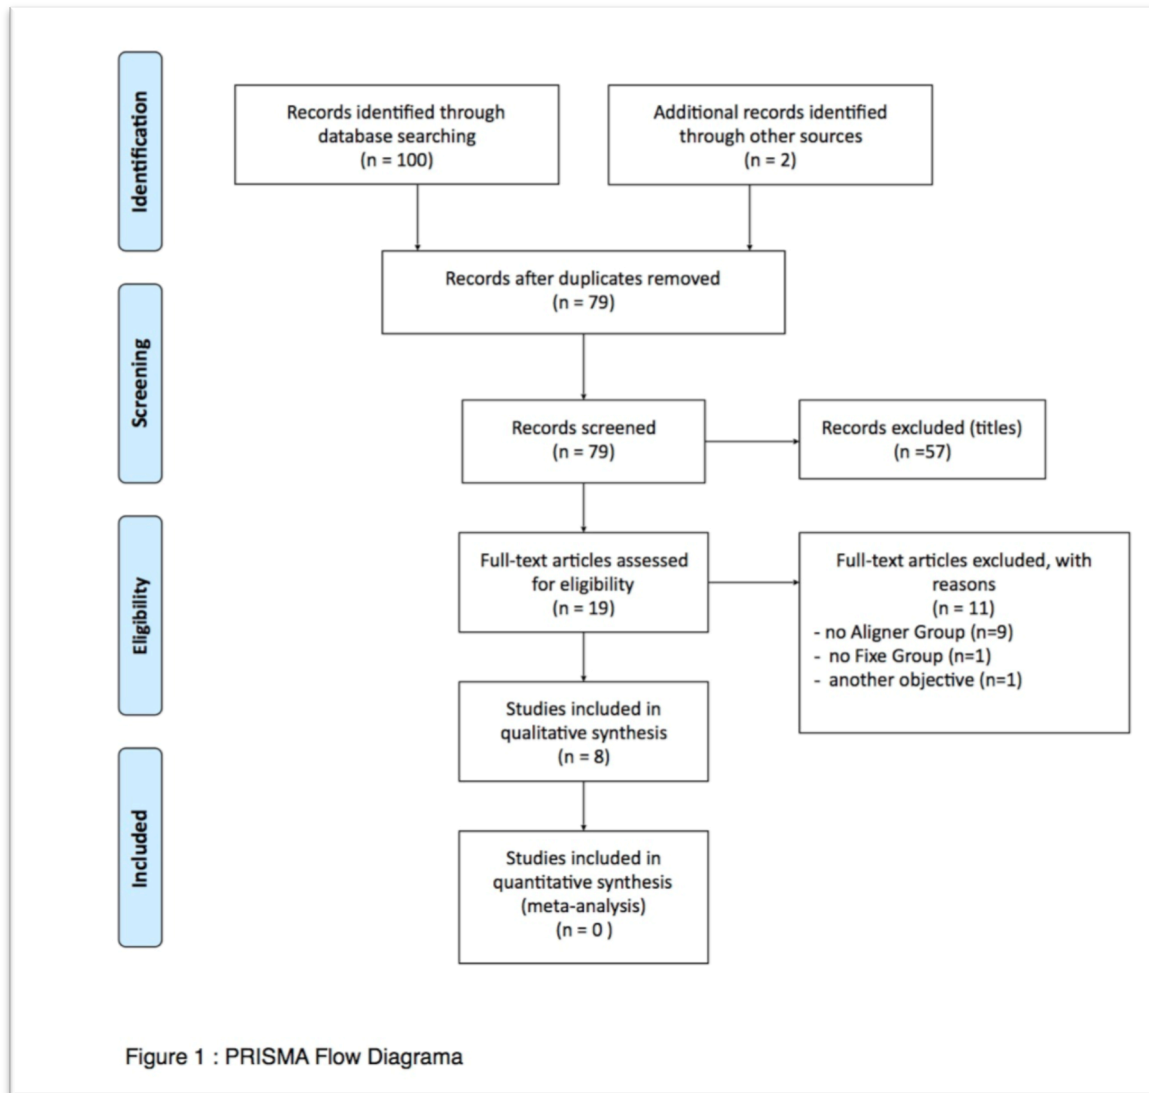 Identification
Records identified through
database searching
(n = 100)
Additional records identified
through other sources
(n = 2)
Records after duplicates removed
(n = 79)
Screening
Records screened
(n = 79)
Records excluded (titles)
(n =57)
Eligibility
Full-text articles assessed
for eligibility
(n = 19)
Full-text articles excluded, with
reasons
(n = 11)
- no Aligner Group (n=9)
- no Fixe Group (n=1)
- another objective (n=1)
Studies included in
qualitative synthesis
(n = 8)
Included
Studies included in
quantitative synthesis
(meta-analysis)
(n = 0 )
Figure 1 : PRISMA Flow Diagrama